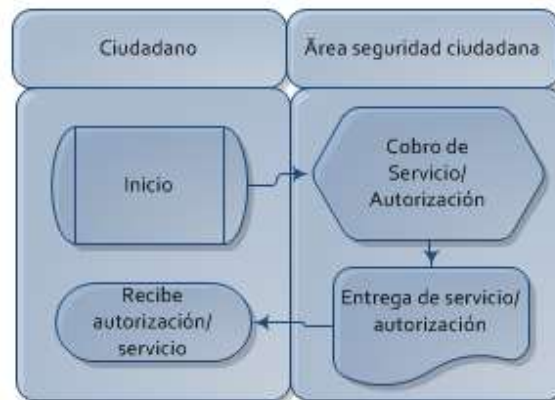 Ciudadano
Área seguridad ciudadana
Inicio
Cobro de
Servicio/
Autorización
Entrega de servicio/
autorización
Recibe
autorización/
servicio